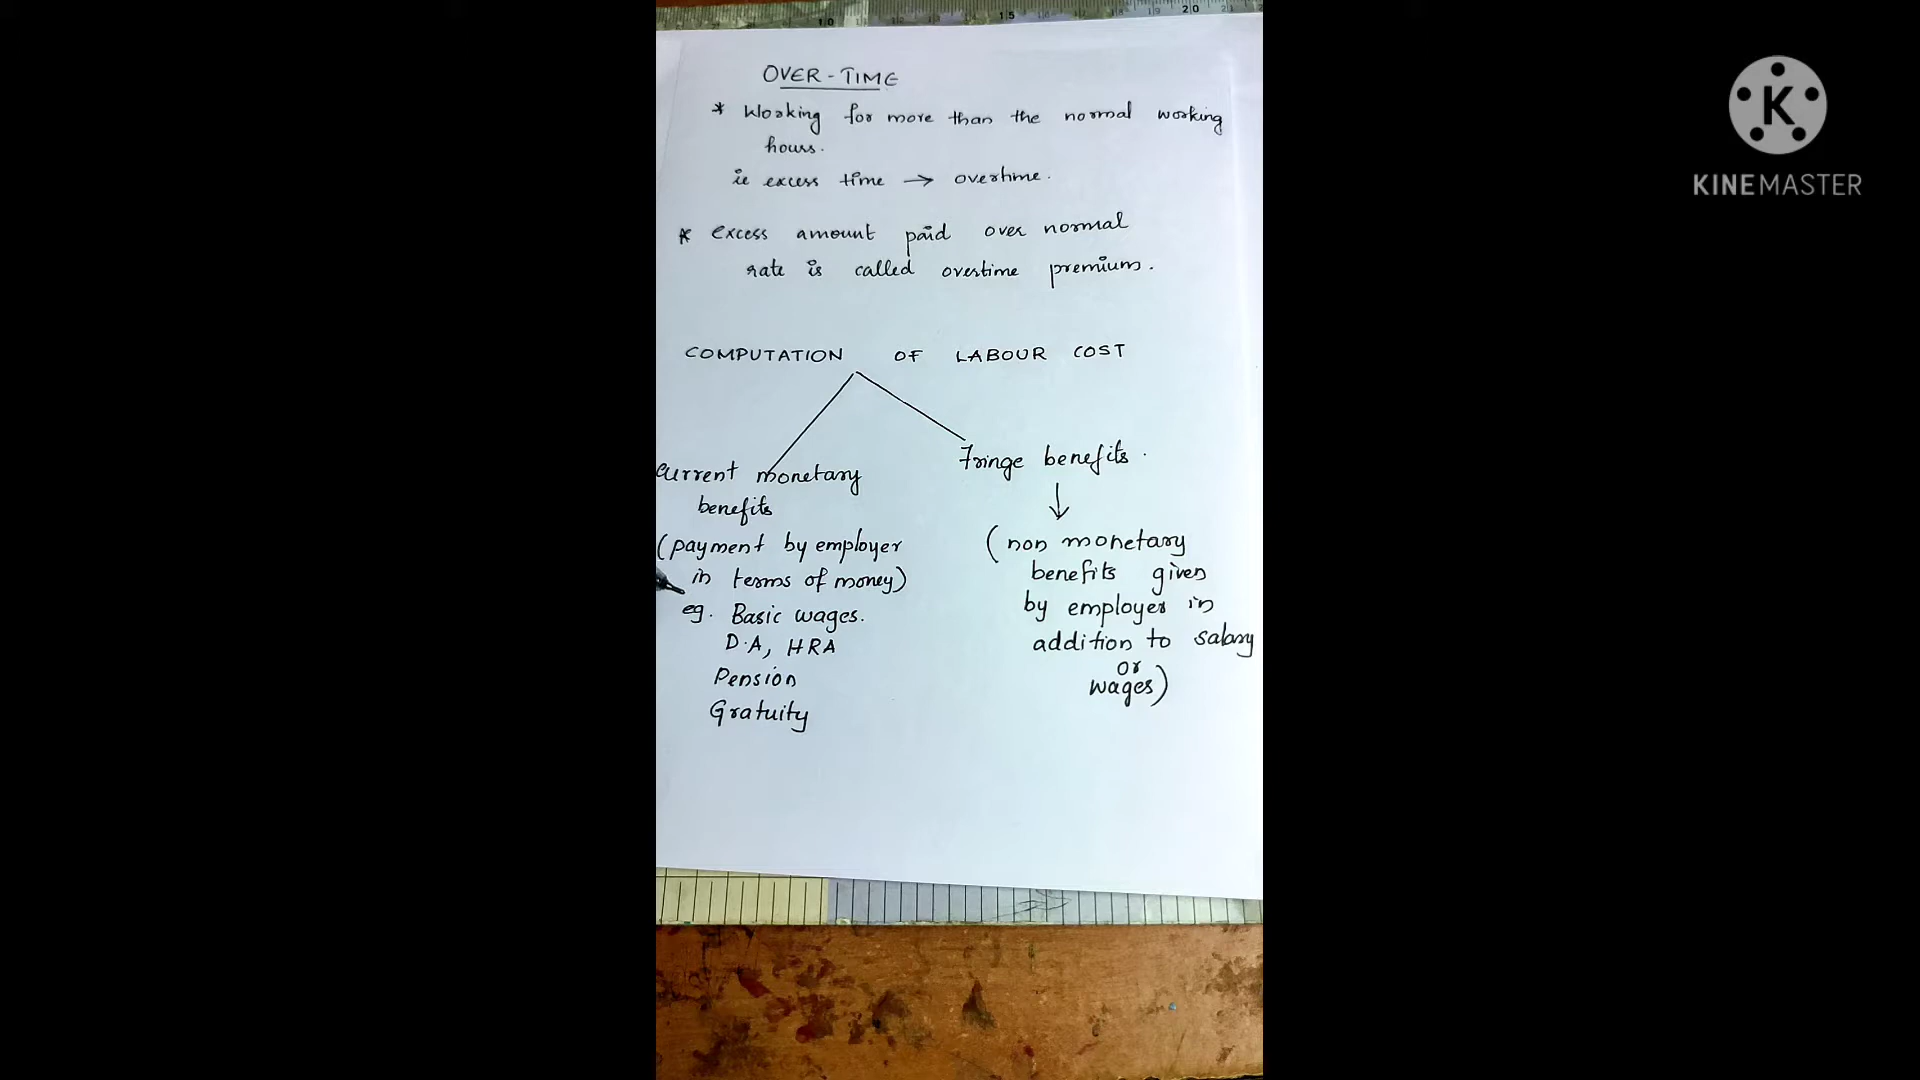 10 15 20
OVER-TIME
* Working for more than the normal working
hours.
ie excess time → overtime.
* Excess amount paid over normal
rate is called overtime premium.
COMPUTATION OF LABOUR COST
Current monetary
benefits
(payment by employer
in terms of money)
eg. Basic wages.
D.A, HRA
Pension
Gratuity
Fringe benefits.
(non monetary
benefits given
by employer in
addition to salary
or
wages)
K
KINEMASTER